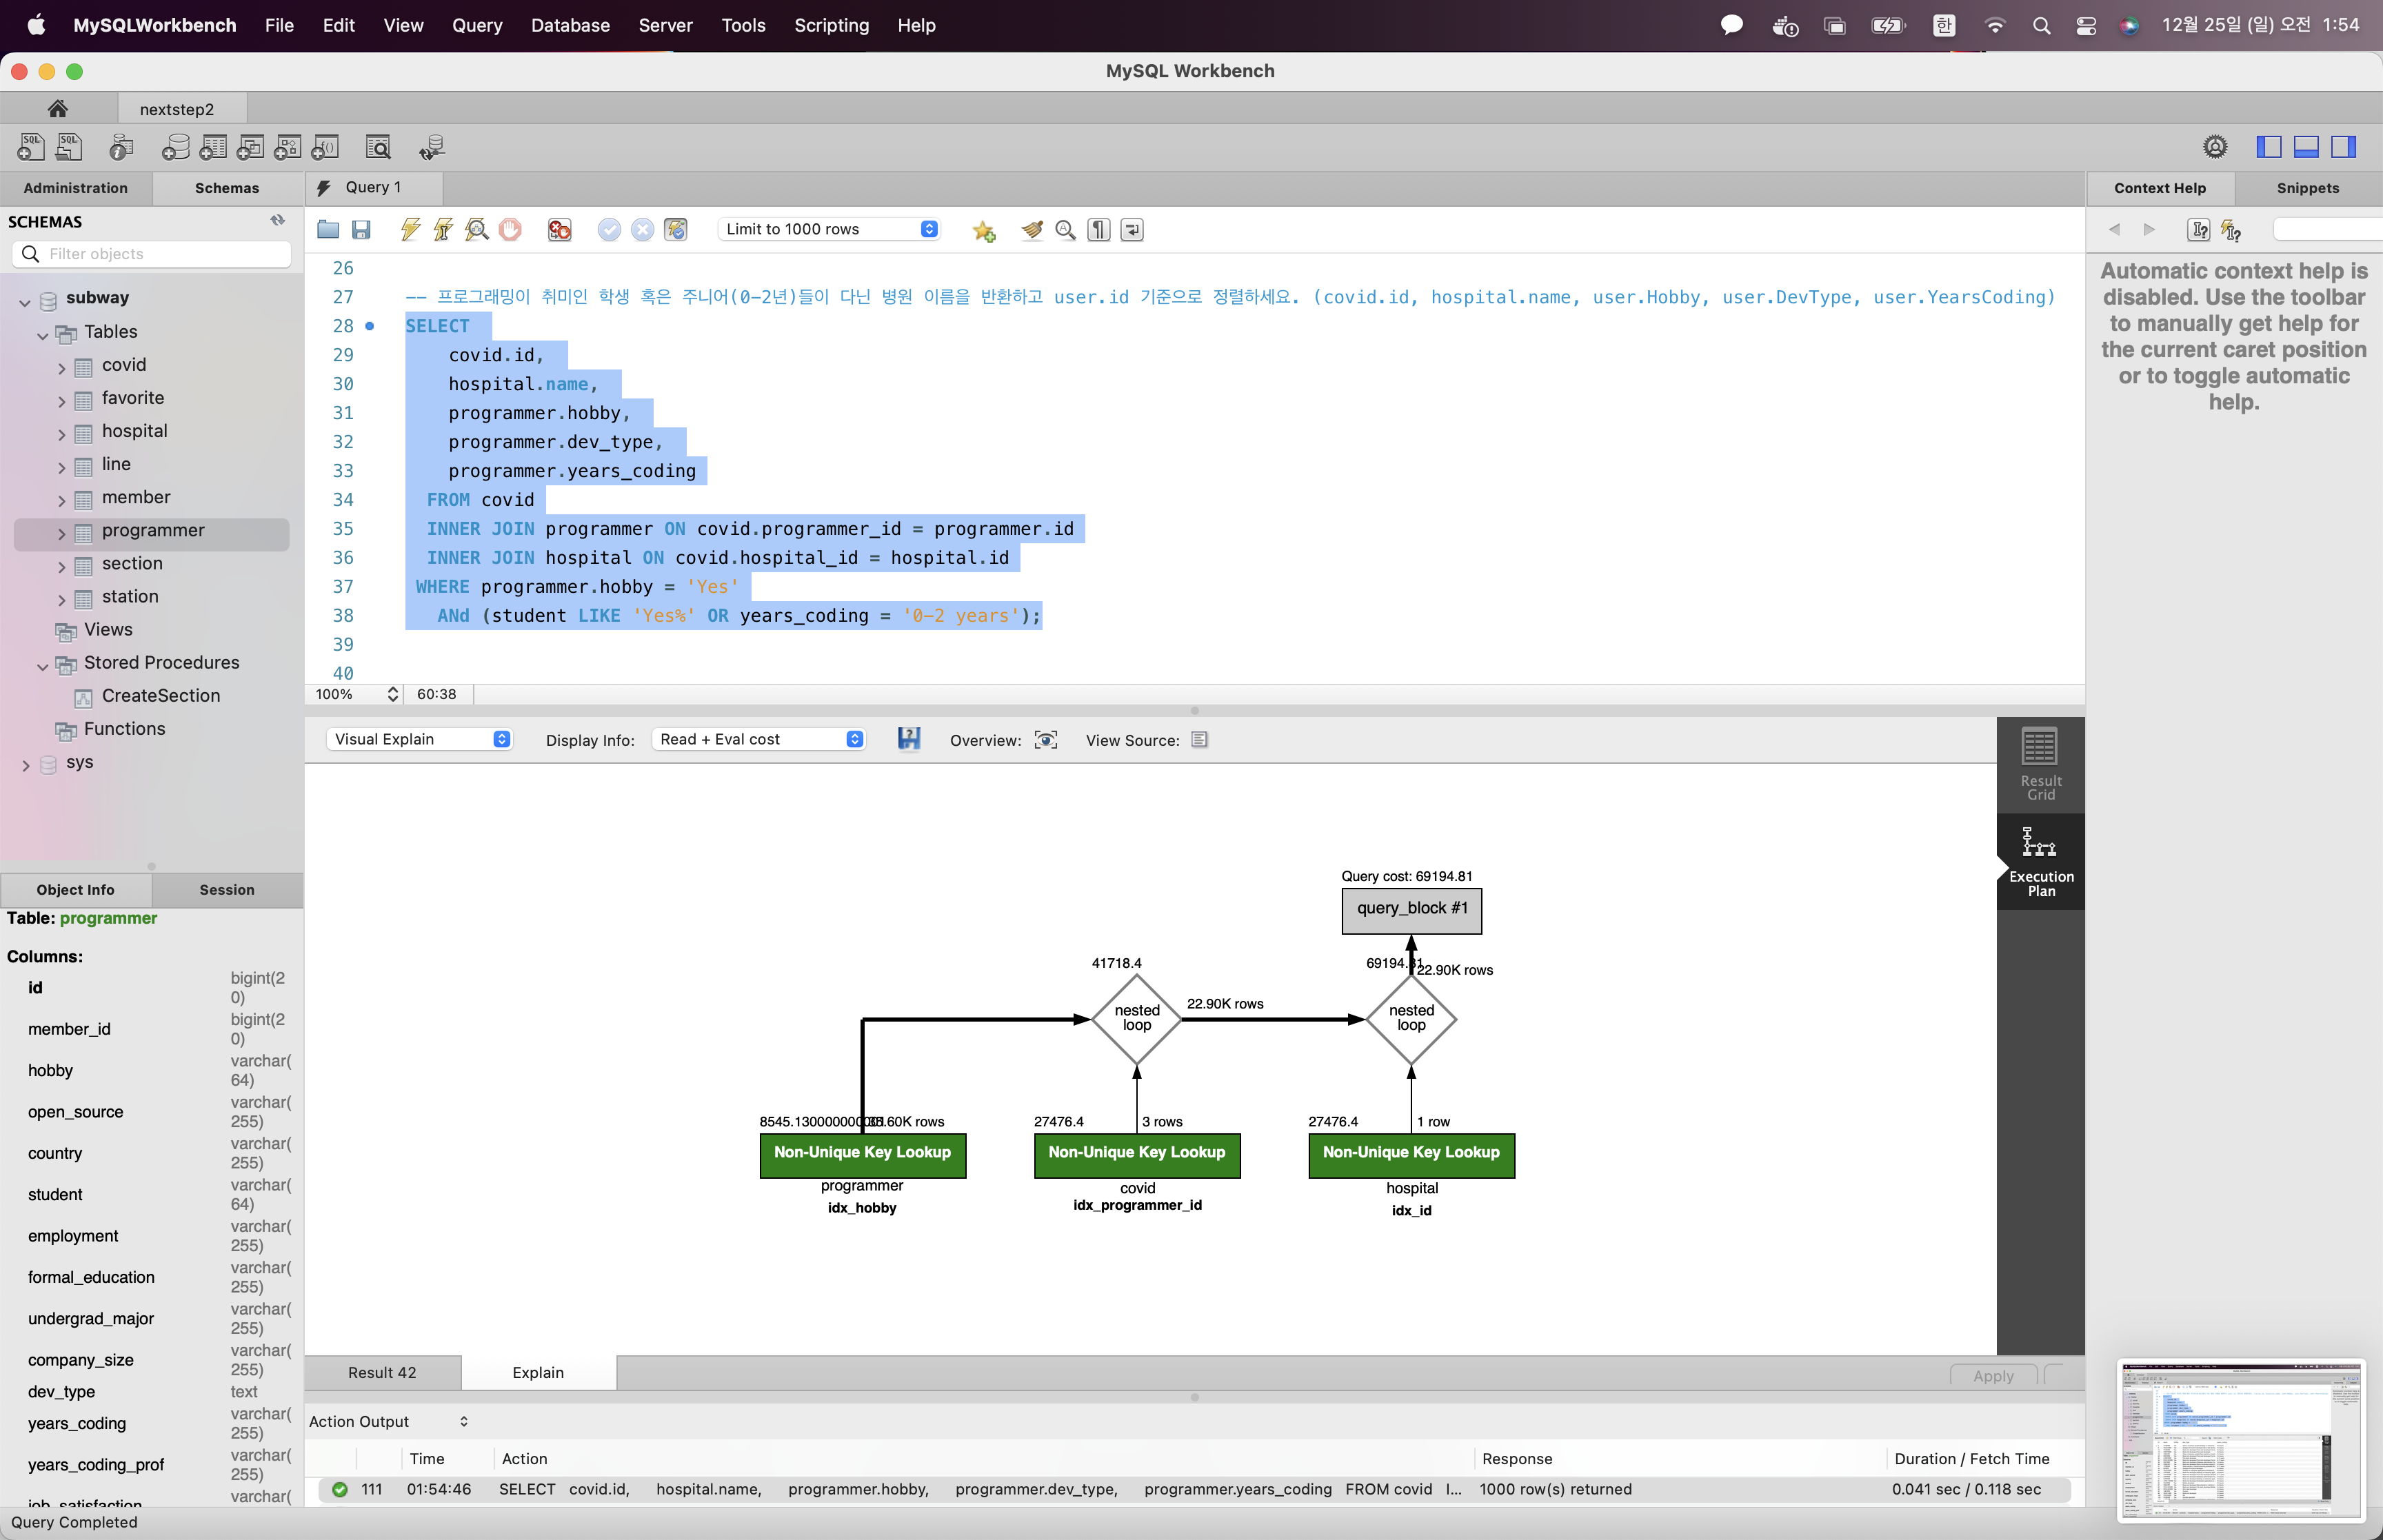 MySQLWorkbench File Edit View Query Database Server Tools Scripting Help 한 12월 25일 (일) 오전 1:54
MySQL Workbench
nextstep2
Administration Schemas
SCHEMAS
Filter objects
subway
Tables
covid
favorite
hospital
line
member
programmer
section
station
Views
Stored Procedures
CreateSection
Functions
sys
Object Info Session
Table: programmer
Columns:
id bigint(20)
member_id bigint(20)
hobby varchar(64)
open_source varchar(255)
country varchar(255)
student varchar(64)
employment varchar(255)
formal_education varchar(255)
undergrad_major varchar(255)
company_size varchar(255)
dev_type text
years_coding varchar(255)
years_coding_prof varchar(255)
job_satisfaction varchar(
Query Completed
Query 1
Limit to 1000 rows
26
27 -- 프로그래밍이 취미인 학생 혹은 주니어(0-2년)들이 다닌 병원 이름을 반환하고 user.id 기준으로 정렬하세요. (covid.id, hospital.name, user.Hobby, user.DevType, user.YearsCoding)
28 SELECT
29 covid.id,
30 hospital.name,
31 programmer.hobby,
32 programmer.dev_type,
33 programmer.years_coding
34 FROM covid
35 INNER JOIN programmer ON covid.programmer_id = programmer.id
36 INNER JOIN hospital ON covid.hospital_id = hospital.id
37 WHERE programmer.hobby = 'Yes'
38 ANd (student LIKE 'Yes%' OR years_coding = '0-2 years');
39
40
100% 60:38
Visual Explain Display Info: Read + Eval cost Overview: View Source:
Query cost: 69194.81
query_block #1
41718.4 69194.81 22.90K rows
nested loop 22.90K rows nested loop
27476.4 3 rows 27476.4 1 row
Non-Unique Key Lookup Non-Unique Key Lookup Non-Unique Key Lookup
programmer covid hospital
idx_hobby idx_programmer_id idx_id
Result Grid
Execution Plan
Result 42 Explain Apply
Action Output
Time Action Response Duration / Fetch Time
111 01:54:46 SELECT covid.id, hospital.name, programmer.hobby, programmer.dev_type, programmer.years_coding FROM covid I... 1000 row(s) returned 0.041 sec / 0.118 sec
Context Help Snippets
Automatic context help is
disabled. Use the toolbar
to manually get help for
the current caret position
or to toggle automatic
help.